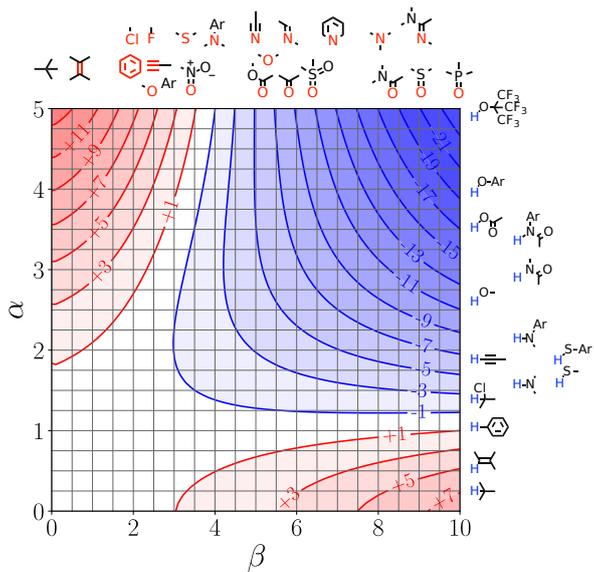 Ar
N
Cl F S N N N N N N
O
Ar
O
N+ O−
O
O O O
S O
O
N O S O P O
H O CF3
CF3
CF3
H O-Ar
H O O
Ar
H N O
H N O
H O
Ar
H-N
H
S-Ar
H
S
H
Cl
H
H-N
H
H
H
+11
+9
+7
+5
+3
+1
-21
-19
-17
-15
-13
-11
-9
-7
-5
-3
-1
+1
+3
+5
+7
5
4
3
2
1
0
α
0 2 4 6 8 10
β